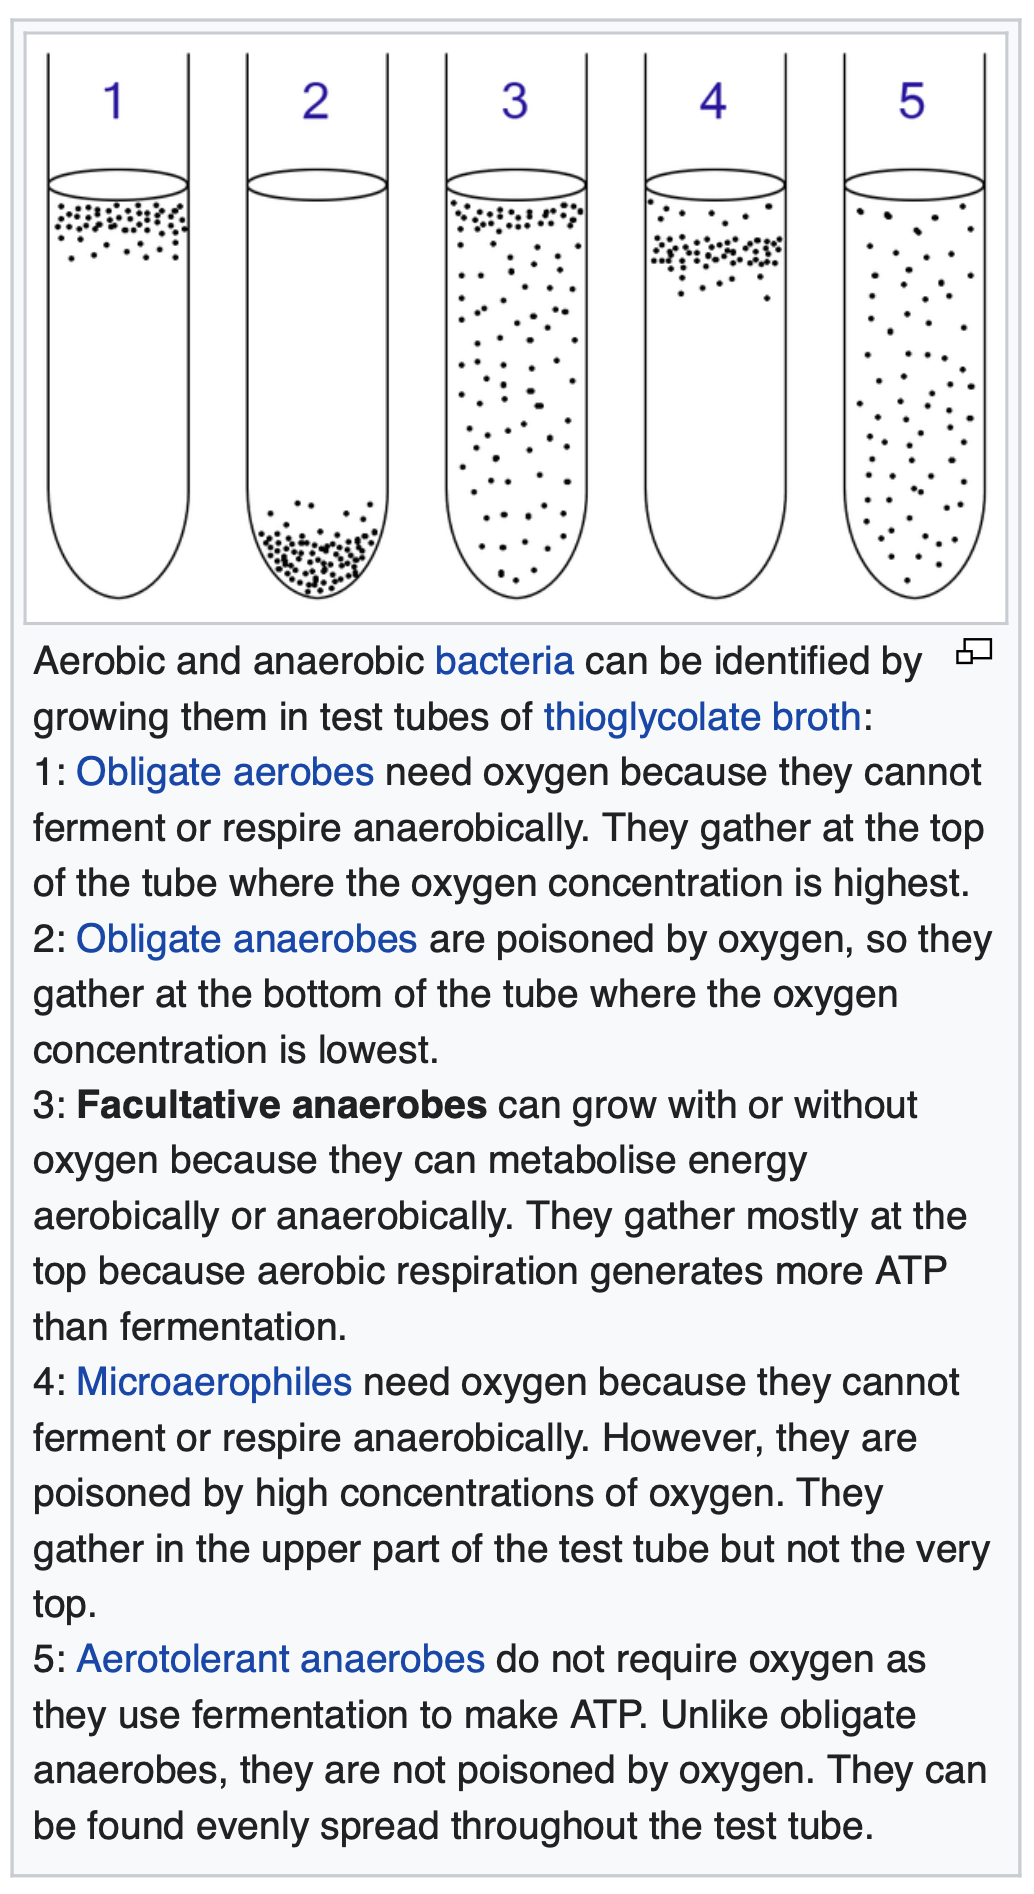 1 2 3 4 5
Aerobic and anaerobic bacteria can be identified by
growing them in test tubes of thioglycolate broth:
1: Obligate aerobes need oxygen because they cannot
ferment or respire anaerobically. They gather at the top
of the tube where the oxygen concentration is highest.
2: Obligate anaerobes are poisoned by oxygen, so they
gather at the bottom of the tube where the oxygen
concentration is lowest.
3: Facultative anaerobes can grow with or without
oxygen because they can metabolise energy
aerobically or anaerobically. They gather mostly at the
top because aerobic respiration generates more ATP
than fermentation.
4: Microaerophiles need oxygen because they cannot
ferment or respire anaerobically. However, they are
poisoned by high concentrations of oxygen. They
gather in the upper part of the test tube but not the very
top.
5: Aerotolerant anaerobes do not require oxygen as
they use fermentation to make ATP. Unlike obligate
anaerobes, they are not poisoned by oxygen. They can
be found evenly spread throughout the test tube.